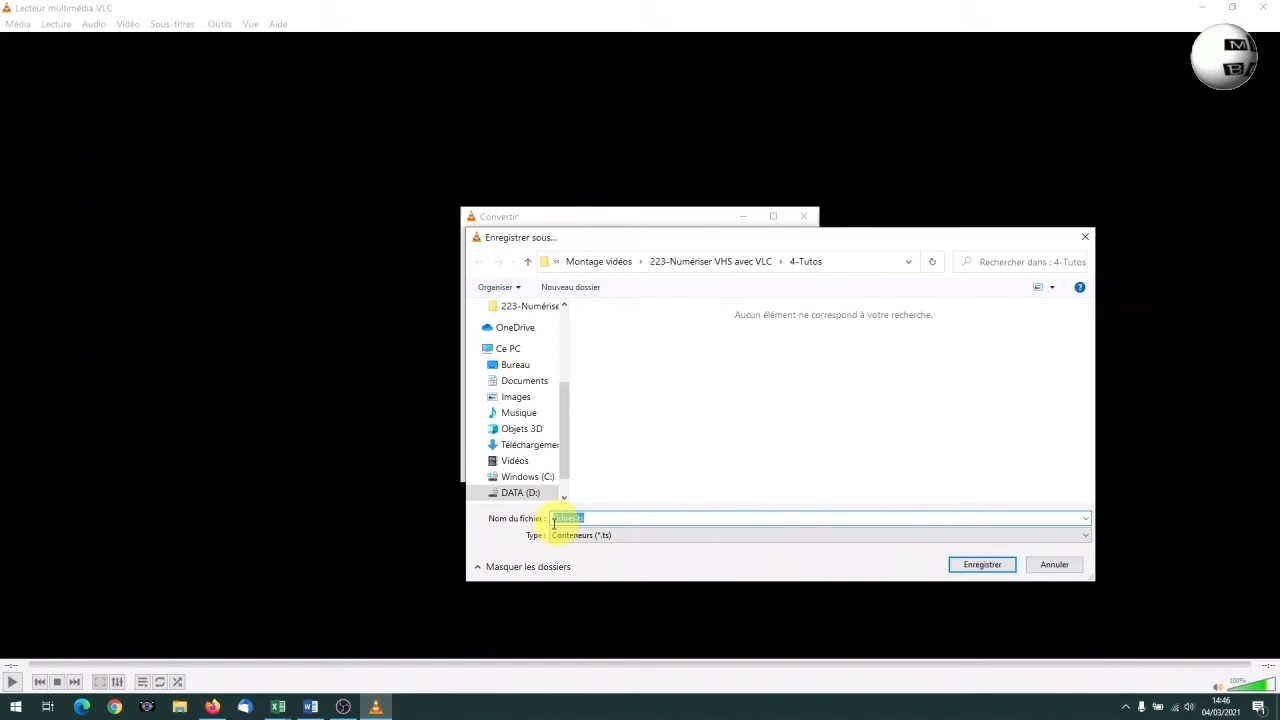 Lecteur multimédia VLC
Média Lecture Audio Vidéo Sous-titres Outils Vue Aide
M
B
Convertir
Enregistrer sous...
« Montage vidéos › 223-Numériser VHS avec VLC › 4-Tutos
Rechercher dans : 4-Tutos
Organiser Nouveau dossier
223-Numérise
Aucun élément ne correspond à votre recherche.
OneDrive
Ce PC
Bureau
Documents
Images
Musique
Objets 3D
Téléchargemer
Vidéos
Windows (C:)
DATA (D:)
Nom du fichier :
Type : Conteneurs (*.ts)
Masquer les dossiers
Enregistrer Annuler
--:-- --:--
100%
14:46
04/03/2021